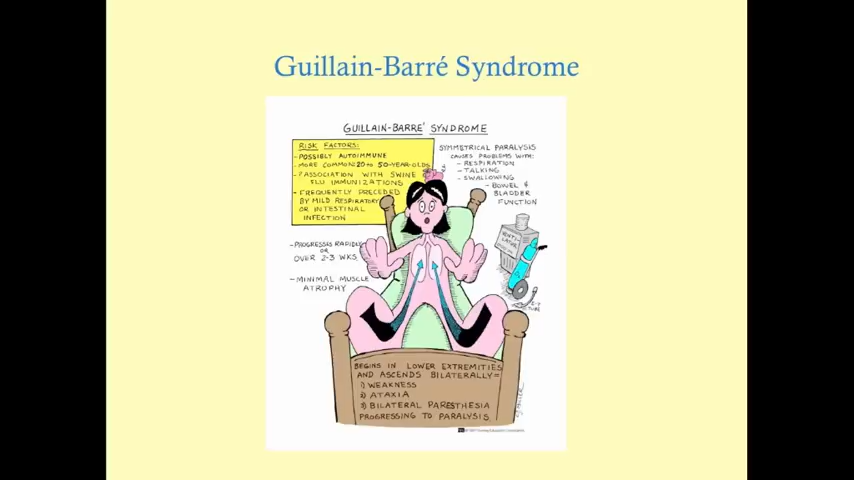 Guillain-Barré Syndrome
GUILLAIN-BARRE' SYNDROME
RISK FACTORS:
- POSSIBLY AUTOIMMUNE
- MORE COMMON 20 TO 50-YEAR-OLDS
- ASSOCIATION WITH SWINE
FLU IMMUNIZATIONS
- FREQUENTLY PRECEDED
BY MILD RESPIRATORY
OR INTESTINAL
INFECTION
SYMMETRICAL PARALYSIS
CAUSES PROBLEMS WITH:
- RESPIRATION
- TALKING
- SWALLOWING
- BOWEL &
BLADDER
FUNCTION
- PROGRESSES RAPIDLY
OR
OVER 2-3 WKS.
- MINIMAL MUSCLE
ATROPHY
TUBE
BEGINS IN LOWER EXTREMITIES
AND ASCENDS BILATERALLY=
1) WEAKNESS
2) ATAXIA
3) BILATERAL PARESTHESIA
PROGRESSING TO PARALYSIS.